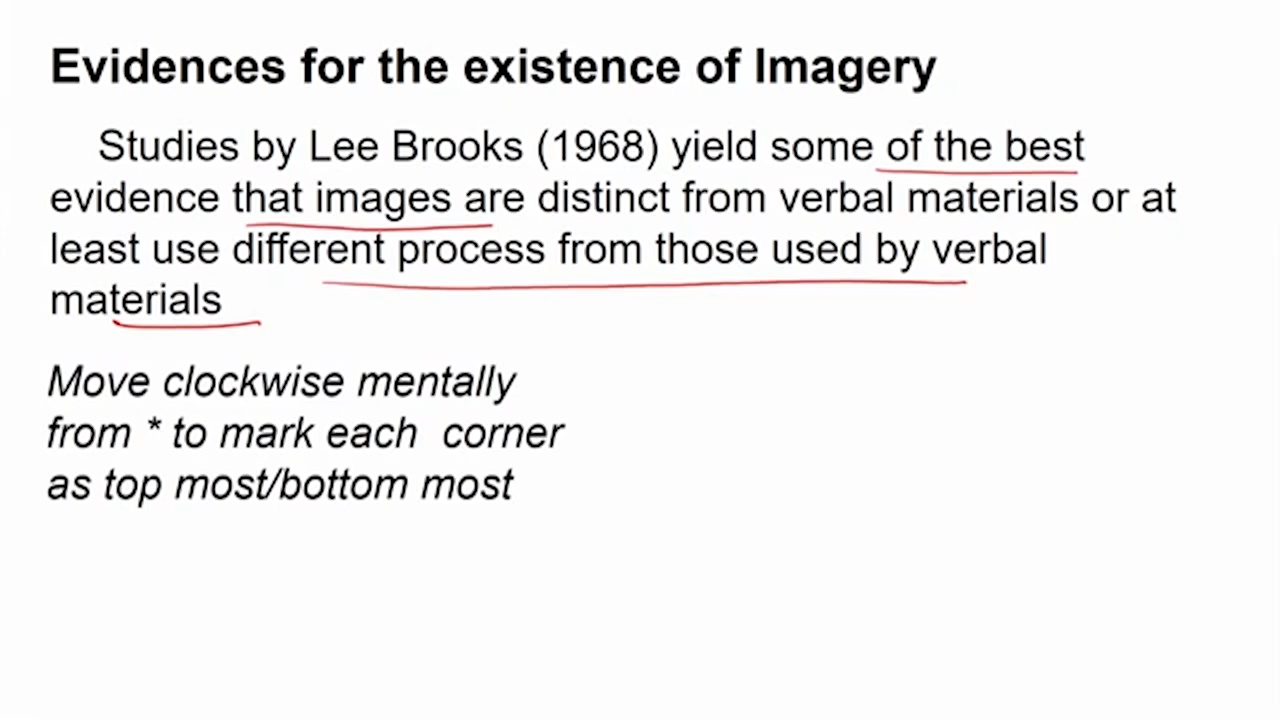 Evidences for the existence of Imagery
Studies by Lee Brooks (1968) yield some of the best
evidence that images are distinct from verbal materials or at
least use different process from those used by verbal
materials
Move clockwise mentally
from * to mark each corner
as top most/bottom most